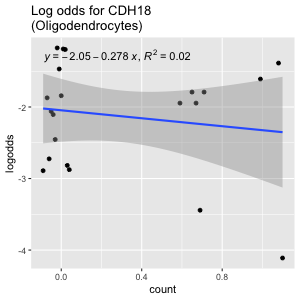 Log odds for CDH18
(Oligodendrocytes)
y = −2.05 − 0.278 x, R² = 0.02
-2
-3
-4
logodds
0.0 0.4 0.8
count